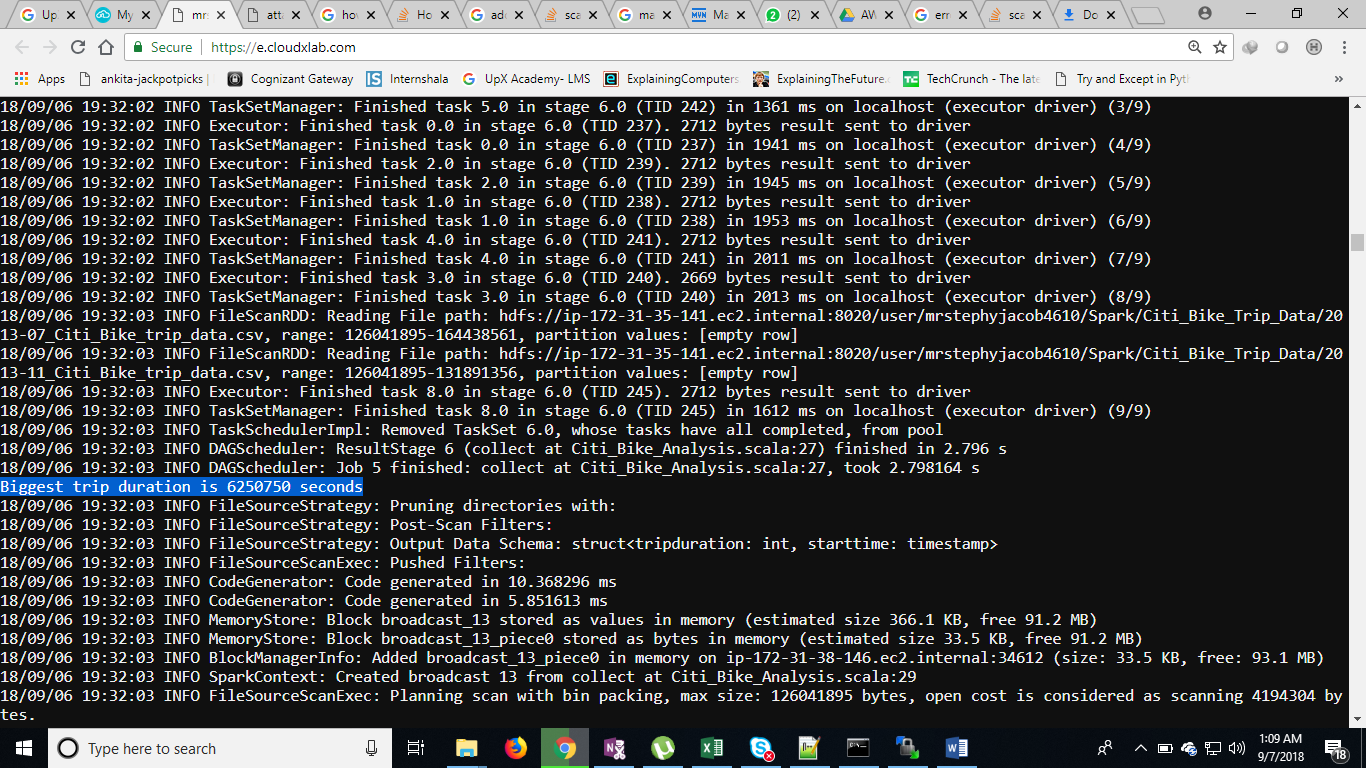 Up
My
mrs
atta
hov
Ho
add
sca
ma
Ma
(2)
AW
err
sca
Do
Secure
https://e.cloudxlab.com
Apps
ankita-jackpotpicks |
Cognizant Gateway
Internshala
UpX Academy- LMS
ExplainingComputers
ExplainingTheFuture.c
TechCrunch - The late
Try and Except in Pyt
»
18/09/06 19:32:02 INFO TaskSetManager: Finished task 5.0 in stage 6.0 (TID 242) in 1361 ms on localhost (executor driver) (3/9)
18/09/06 19:32:02 INFO Executor: Finished task 0.0 in stage 6.0 (TID 237). 2712 bytes result sent to driver
18/09/06 19:32:02 INFO TaskSetManager: Finished task 0.0 in stage 6.0 (TID 237) in 1941 ms on localhost (executor driver) (4/9)
18/09/06 19:32:02 INFO Executor: Finished task 2.0 in stage 6.0 (TID 239). 2712 bytes result sent to driver
18/09/06 19:32:02 INFO TaskSetManager: Finished task 2.0 in stage 6.0 (TID 239) in 1945 ms on localhost (executor driver) (5/9)
18/09/06 19:32:02 INFO Executor: Finished task 1.0 in stage 6.0 (TID 238). 2712 bytes result sent to driver
18/09/06 19:32:02 INFO TaskSetManager: Finished task 1.0 in stage 6.0 (TID 238) in 1953 ms on localhost (executor driver) (6/9)
18/09/06 19:32:02 INFO Executor: Finished task 4.0 in stage 6.0 (TID 241). 2712 bytes result sent to driver
18/09/06 19:32:02 INFO TaskSetManager: Finished task 4.0 in stage 6.0 (TID 241) in 2011 ms on localhost (executor driver) (7/9)
18/09/06 19:32:02 INFO Executor: Finished task 3.0 in stage 6.0 (TID 240). 2669 bytes result sent to driver
18/09/06 19:32:02 INFO TaskSetManager: Finished task 3.0 in stage 6.0 (TID 240) in 2013 ms on localhost (executor driver) (8/9)
18/09/06 19:32:02 INFO FileScanRDD: Reading File path: hdfs://ip-172-31-35-141.ec2.internal:8020/user/mrstephyjacob4610/Spark/Citi_Bike_Trip_Data/20
13-07_Citi_Bike_trip_data.csv, range: 126041895-164438561, partition values: [empty row]
18/09/06 19:32:03 INFO FileScanRDD: Reading File path: hdfs://ip-172-31-35-141.ec2.internal:8020/user/mrstephyjacob4610/Spark/Citi_Bike_Trip_Data/20
13-11_Citi_Bike_trip_data.csv, range: 126041895-131891356, partition values: [empty row]
18/09/06 19:32:03 INFO Executor: Finished task 8.0 in stage 6.0 (TID 245). 2712 bytes result sent to driver
18/09/06 19:32:03 INFO TaskSetManager: Finished task 8.0 in stage 6.0 (TID 245) in 1612 ms on localhost (executor driver) (9/9)
18/09/06 19:32:03 INFO TaskSchedulerImpl: Removed TaskSet 6.0, whose tasks have all completed, from pool
18/09/06 19:32:03 INFO DAGScheduler: ResultStage 6 (collect at Citi_Bike_Analysis.scala:27) finished in 2.796 s
18/09/06 19:32:03 INFO DAGScheduler: Job 5 finished: collect at Citi_Bike_Analysis.scala:27, took 2.798164 s
Biggest trip duration is 6250750 seconds
18/09/06 19:32:03 INFO FileSourceStrategy: Pruning directories with:
18/09/06 19:32:03 INFO FileSourceStrategy: Post-Scan Filters:
18/09/06 19:32:03 INFO FileSourceStrategy: Output Data Schema: struct<tripduration: int, starttime: timestamp>
18/09/06 19:32:03 INFO FileSourceScanExec: Pushed Filters:
18/09/06 19:32:03 INFO CodeGenerator: Code generated in 10.368296 ms
18/09/06 19:32:03 INFO CodeGenerator: Code generated in 5.851613 ms
18/09/06 19:32:03 INFO MemoryStore: Block broadcast_13 stored as values in memory (estimated size 366.1 KB, free 91.2 MB)
18/09/06 19:32:03 INFO MemoryStore: Block broadcast_13_piece0 stored as bytes in memory (estimated size 33.5 KB, free 91.2 MB)
18/09/06 19:32:03 INFO BlockManagerInfo: Added broadcast_13_piece0 in memory on ip-172-31-38-146.ec2.internal:34612 (size: 33.5 KB, free: 93.1 MB)
18/09/06 19:32:03 INFO SparkContext: Created broadcast 13 from collect at Citi_Bike_Analysis.scala:29
18/09/06 19:32:03 INFO FileSourceScanExec: Planning scan with bin packing, max size: 126041895 bytes, open cost is considered as scanning 4194304 by
tes.
Type here to search
1:09 AM
9/7/2018
18